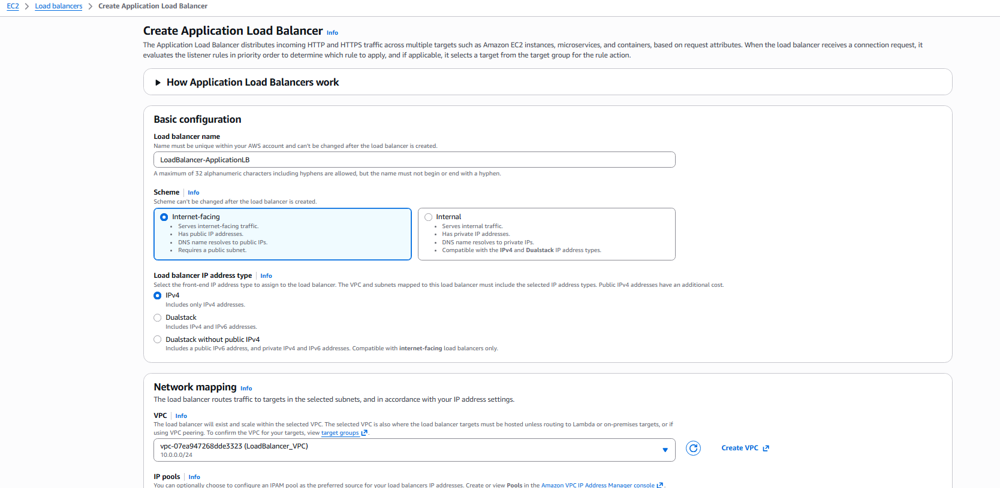 EC2 > Load balancers > Create Application Load Balancer
Create Application Load Balancer Info
The Application Load Balancer distributes incoming HTTP and HTTPS traffic across multiple targets such as Amazon EC2 instances, microservices, and containers, based on request attributes. When the load balancer receives a connection request, it
evaluates the listener rules in priority order to determine which rule to apply, and if applicable, it selects a target from the target group for the rule action.
How Application Load Balancers work
Basic configuration
Load balancer name
Name must be unique within your AWS account and can't be changed after the load balancer is created.
LoadBalancer-ApplicationLB
A maximum of 32 alphanumeric characters including hyphens are allowed, but the name must not begin or end with a hyphen.
Scheme Info
Scheme can't be changed after the load balancer is created.
Internet-facing
• Serves internet-facing traffic.
• Has public IP addresses.
• DNS name resolves to public IPs.
• Requires a public subnet.
Internal
• Serves internal traffic.
• Has private IP addresses.
• DNS name resolves to private IPs.
• Compatible with the IPv4 and Dualstack IP address types.
Load balancer IP address type Info
Select the front-end IP address type to assign to the load balancer. The VPC and subnets mapped to this load balancer must include the selected IP address types. Public IPv4 addresses have an additional cost.
IPv4
Includes only IPv4 addresses.
Dualstack
Includes IPv4 and IPv6 addresses.
Dualstack without public IPv4
Includes a public IPv6 address, and private IPv4 and IPv6 addresses. Compatible with internet-facing load balancers only.
Network mapping Info
The load balancer routes traffic to targets in the selected subnets, and in accordance with your IP address settings.
VPC Info
The load balancer will exist and scale within the selected VPC. The selected VPC is also where the load balancer targets must be hosted unless routing to Lambda or on-premises targets, or if
using VPC peering. To confirm the VPC for your targets, view target groups.
vpc-07ea947268dde3323 (LoadBalancer_VPC)
10.0.0.0/24
Create VPC
IP pools Info
You can optionally choose to configure an IPAM pool as the preferred source for your load balancers IP addresses. Create or view Pools in the Amazon VPC IP Address Manager console.